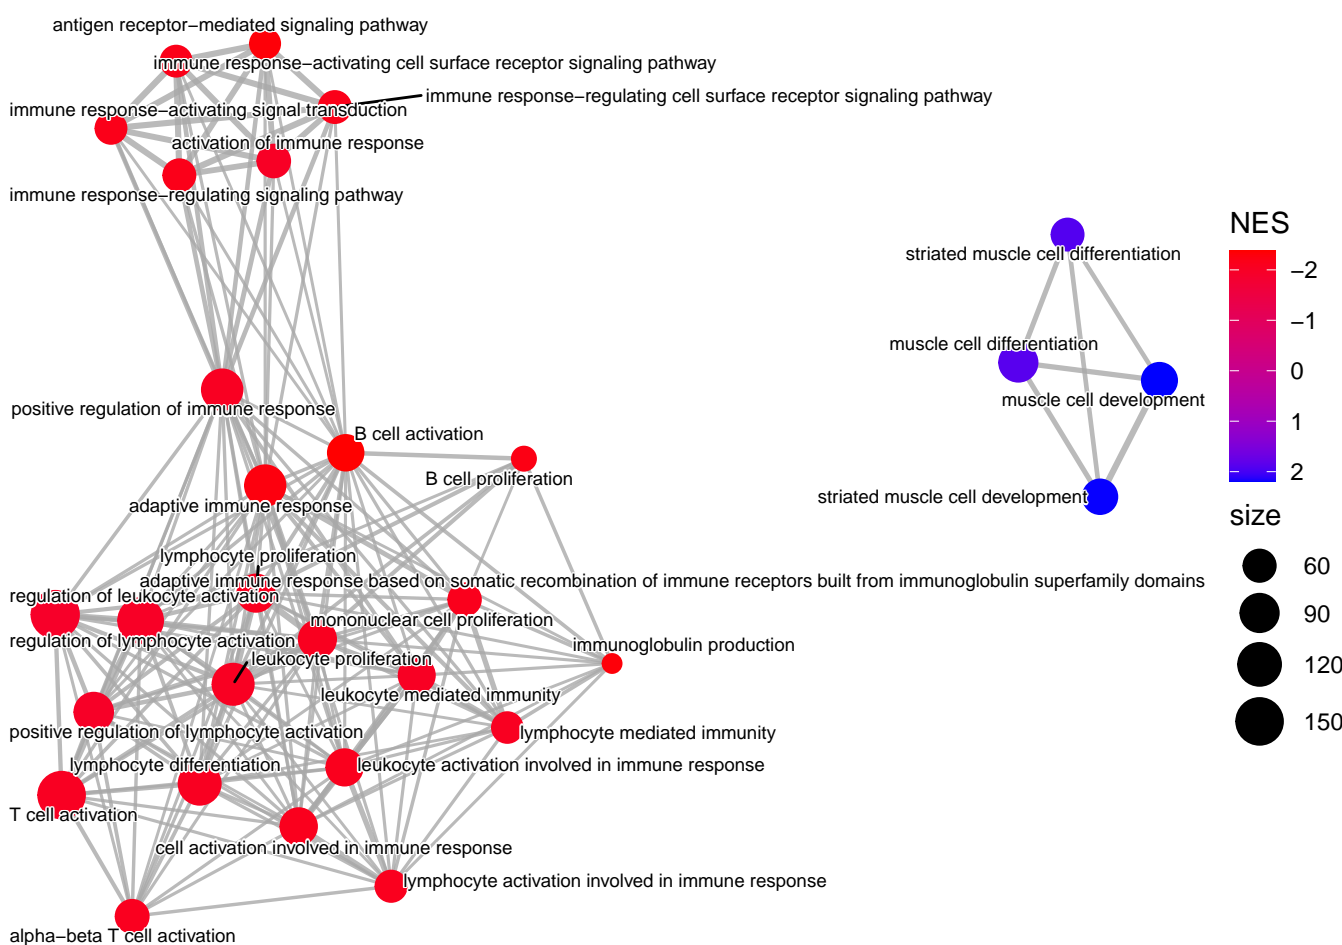 antigen receptor−mediated signaling pathway
immune response−activating cell surface receptor signaling pathway
immune response−regulating cell surface receptor signaling pathway
immune response−activating signal transduction
activation of immune response
immune response−regulating signaling pathway
positive regulation of immune response
B cell activation
B cell proliferation
adaptive immune response
lymphocyte proliferation
adaptive immune response based on somatic recombination of immune receptors built from immunoglobulin superfamily domains
regulation of leukocyte activation
mononuclear cell proliferation
regulation of lymphocyte activation
immunoglobulin production
leukocyte proliferation
leukocyte mediated immunity
positive regulation of lymphocyte activation
lymphocyte mediated immunity
lymphocyte differentiation
leukocyte activation involved in immune response
T cell activation
cell activation involved in immune response
lymphocyte activation involved in immune response
alpha−beta T cell activation
striated muscle cell differentiation
muscle cell differentiation
muscle cell development
striated muscle cell development
NES
−2
−1
0
1
2
size
60
90
120
150